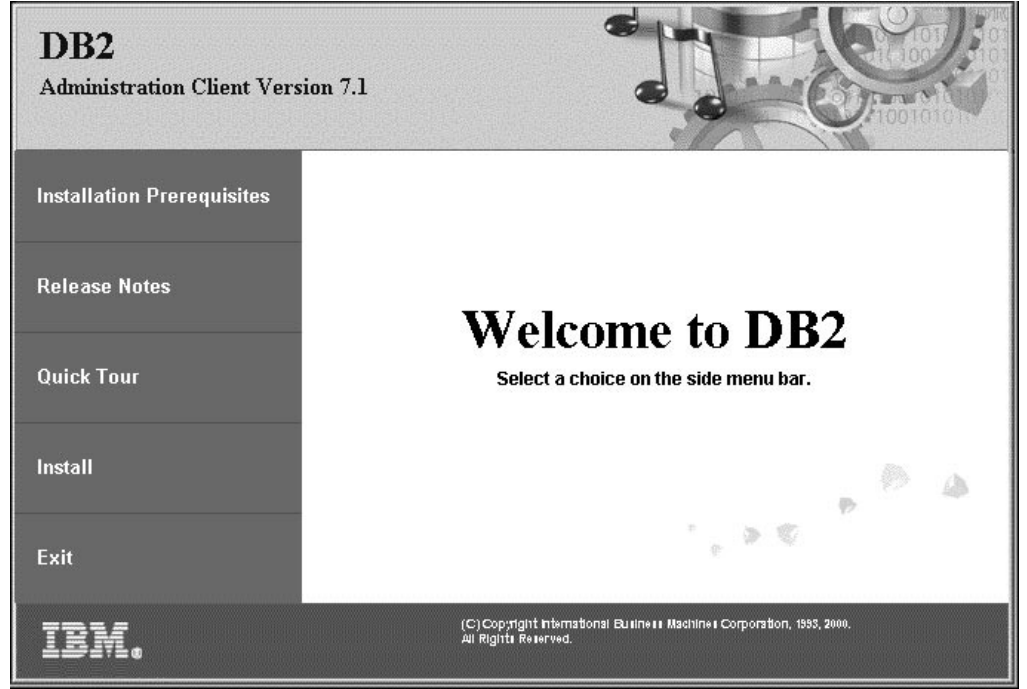 DB2
Administration Client Version 7.1
Installation Prerequisites
Release Notes
Quick Tour
Install
Exit
Welcome to DB2
Select a choice on the side menu bar.
IBM®
(C) Copyright International Business Machines Corporation, 1993, 2000.
All Rights Reserved.